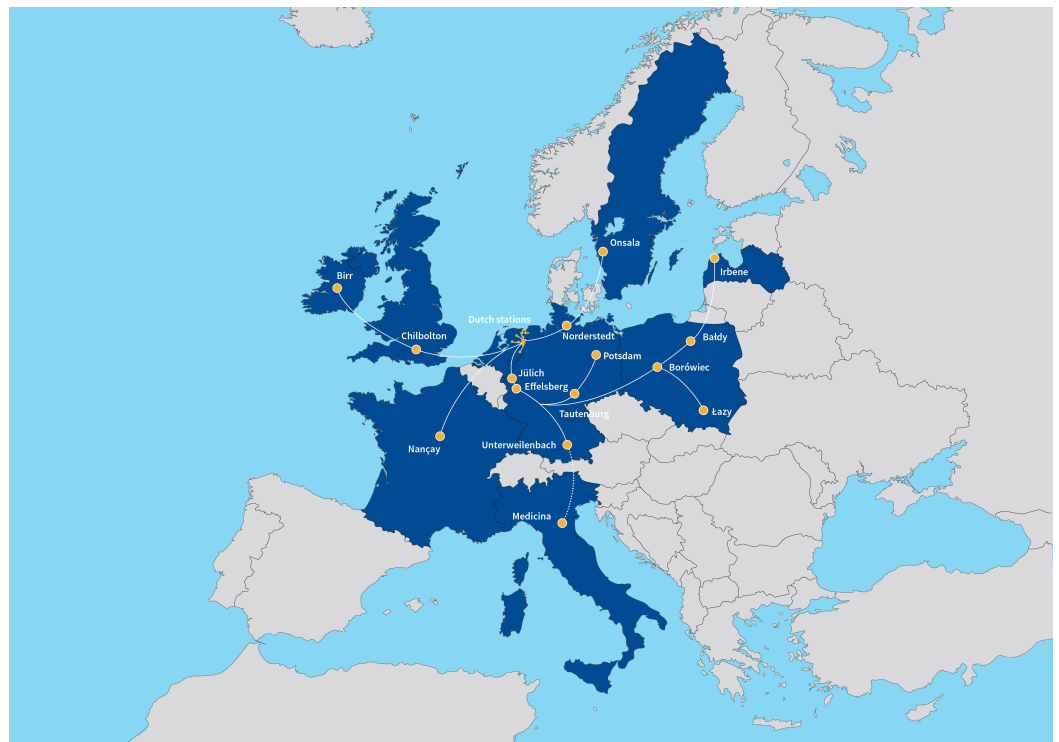 Onsala
Irbene
Birr
Dutch stations
Chilbolton
Norderstedt
Bałdy
Potsdam
Borówiec
Jülich
Effelsberg
Łazy
Tautenburg
Unterweilenbach
Nançay
Medicina